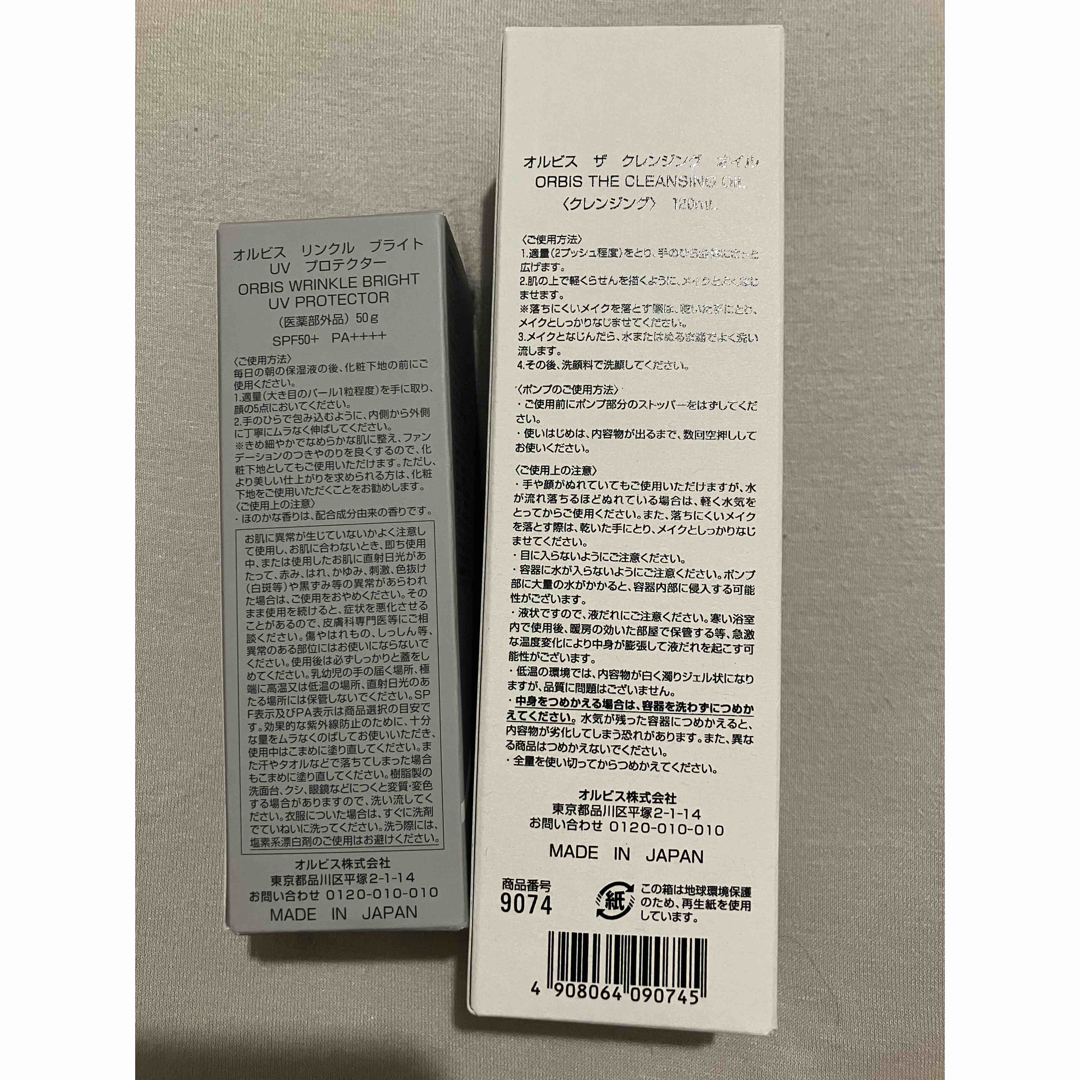 オルビス リンクル ブライト
UV プロテクター
ORBIS WRINKLE BRIGHT
UV PROTECTOR
(医薬部外品) 50g
SPF50+ PA++++
〈ご使用方法〉
毎日の朝の保湿液の後、化粧下地の前にご
使用ください。
1.適量(大き目のパール1粒程度)を手に取り、
顔の5点においてください。
2.手のひらで包み込むように、内側から外側
に丁寧にムラなく伸ばしてください。
※きめ細やかでなめらかな肌に整え、ファン
デーションのつきやのりを良くするので、化
粧下地としてもご使用いただけます。ただし、
より美しい仕上がりを求められる方は、化粧
下地をご使用いただくことをお勧めします。
〈ご使用上の注意〉
・ほのかな香りは、配合成分由来の香りです。
お肌に異常が生じていないかよく注意し
て使用し、お肌に合わないとき、即ち使用
中、または使用したお肌に直射日光があ
たって、赤み、はれ、かゆみ、刺激、色抜け
(白斑等)や黒ずみ等の異常があらわれ
た場合は、ご使用をおやめください。その
まま使用を続けると、症状を悪化させる
ことがあるので、皮膚科専門医等にご相
談ください。傷やはれもの、しっしん等、
異常のある部位にはお使いにならないで
ください。使用後は必ずしっかりと蓋をし
めてください。乳幼児の手の届く場所、極
端に高温又は低温の場所、直射日光のあ
たる場所には保管しないでください。SP
F表示及びPA表示は商品選択の目安で
す。効果的な紫外線防止のために、十分
な量をムラなくのばしてお使いいただき、
使用中はこまめに塗り直してください。ま
た汗やタオルなどで落ちてしまった場合
もこまめに塗り直してください。樹脂製の
洗面台、クシ、眼鏡などにつくと変質・変色
する場合がありますので、洗い流してく
ださい。衣服についた場合は、すぐに洗剤
でていねいに洗ってください。洗う際には、
塩素系漂白剤のご使用はお避けください。
オルビス株式会社
東京都品川区平塚2-1-14
お問い合わせ 0120-010-010
MADE IN JAPAN
オルビス ザ クレンジング オイル
ORBIS THE CLEANSING OIL
〈クレンジング〉 120mL
〈ご使用方法〉
1.適量(2プッシュ程度)をとり、手のひら
広げます。
2.肌の上で軽くらせんを描くように、メイクと
ませます。
※落ちにくいメイクを落とす際は、乾いた手にとり、
メイクとしっかりなじませてください。
3.メイクとなじんだら、水またはぬるま湯でよく洗い
流します。
4.その後、洗顔料で洗顔してください。
〈ポンプのご使用方法〉
・ご使用前にポンプ部分のストッパーをはずしてくだ
さい。
・使いはじめは、内容物が出るまで、数回空押しして
お使いください。
〈ご使用上の注意〉
・手や顔がぬれていてもご使用いただけますが、水
が流れ落ちるほどぬれている場合は、軽く水気を
とってからご使用ください。また、落ちにくいメイク
を落とす際は、乾いた手にとり、メイクとしっかりなじ
ませてください。
・目に入らないようにご注意ください。
・容器に水が入らないようにご注意ください。ポンプ
部に大量の水がかかると、容器内部に侵入する可能
性がございます。
・液状ですので、液だれにご注意ください。寒い浴室
内で使用後、暖房の効いた部屋で保管する等、急激
な温度変化により中身が膨張して液だれを起こす可
能性がございます。
・低温の環境では、内容物が白く濁りジェル状になり
ますが、品質に問題はございません。
・中身をつめかえる場合は、容器を洗わずにつめか
えてください。水気が残った容器につめかえると、
内容物が劣化してしまう恐れがあります。また、異な
る商品はつめかえないでください。
・全量を使い切ってからつめかえてください。
オルビス株式会社
東京都品川区平塚2-1-14
お問い合わせ 0120-010-010
MADE IN JAPAN
商品番号
9074
紙
この箱は地球環境保護
のため、再生紙を使用
しています。
4 908064 090745